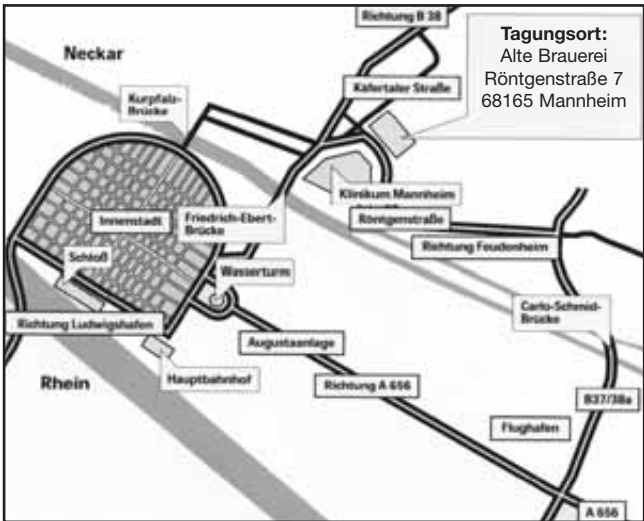 Richtung B 38
Tagungsort:
Alte Brauerei
Röntgenstraße 7
68165 Mannheim
Neckar
Käfertaler Straße
Kurpfalz-
Brücke
Klinikum Mannheim
Innenstadt
Friedrich-Ebert-
Brücke
Röntgenstraße
Richtung Feudenheim
Schloß
Wasserturm
Carlo-Schmid-
Brücke
Richtung Ludwigshafen
Augustaanlage
Rhein
Hauptbahnhof
Richtung A 656
B37/38a
Flughafen
A 656